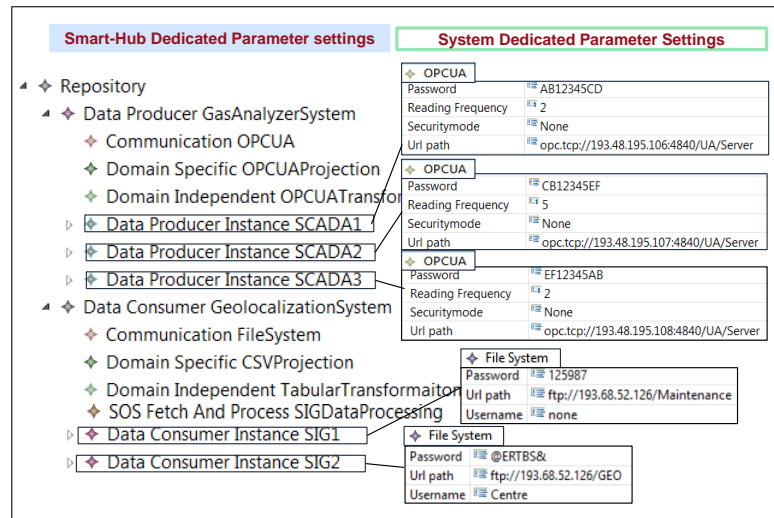 Smart-Hub Dedicated Parameter settings
System Dedicated Parameter Settings
Repository
Data Producer GasAnalyzerSystem
Communication OPCUA
Domain Specific OPCUAProjection
Domain Independent OPCUATransfor
Data Producer Instance SCADA1
Data Producer Instance SCADA2
Data Producer Instance SCADA3
Data Consumer GeolocalizationSystem
Communication FileSystem
Domain Specific CSVProjection
Domain Independent TabularTransformaiton
SOS Fetch And Process SIGDataProcessing
Data Consumer Instance SIG1
Data Consumer Instance SIG2
OPCUA
Password AB12345CD
Reading Frequency 2
Securitymode None
Url path opc.tcp://193.48.195.106:4840/UA/Server
OPCUA
Password CB12345EF
Reading Frequency 5
Securitymode None
Url path opc.tcp://193.48.195.107:4840/UA/Server
OPCUA
Password EF12345AB
Reading Frequency 2
Securitymode None
Url path opc.tcp://193.48.195.108:4840/UA/Server
File System
Password 125987
Url path ftp://193.68.52.126/Maintenance
Username none
File System
Password @ERTBS&
Url path ftp://193.68.52.126/GEO
Username Centre